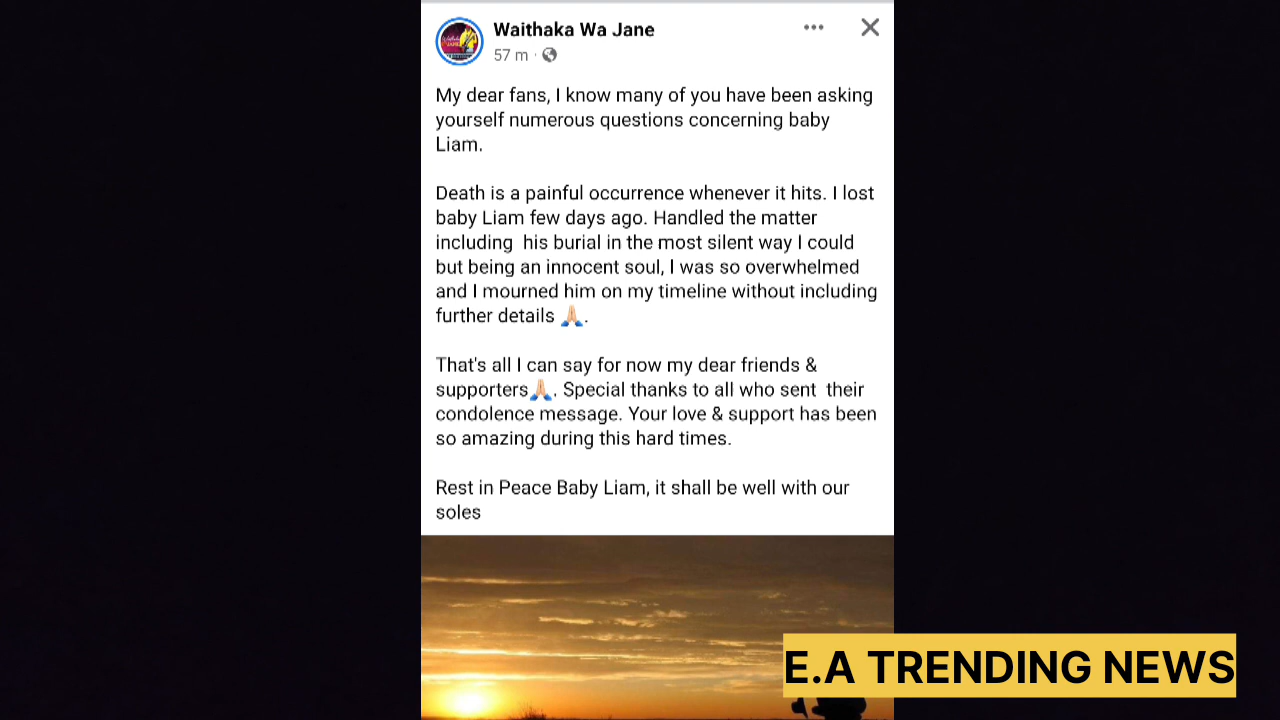 Waithaka Wa Jane
57 m ·
My dear fans, I know many of you have been asking
yourself numerous questions concerning baby
Liam.
Death is a painful occurrence whenever it hits. I lost
baby Liam few days ago. Handled the matter
including  his burial in the most silent way I could
but being an innocent soul, I was so overwhelmed
and I mourned him on my timeline without including
further details 🙏🏻.
That's all I can say for now my dear friends &
supporters🙏🏻. Special thanks to all who sent  their
condolence message. Your love & support has been
so amazing during this hard times.
Rest in Peace Baby Liam, it shall be well with our
soles
E.A TRENDING NEWS